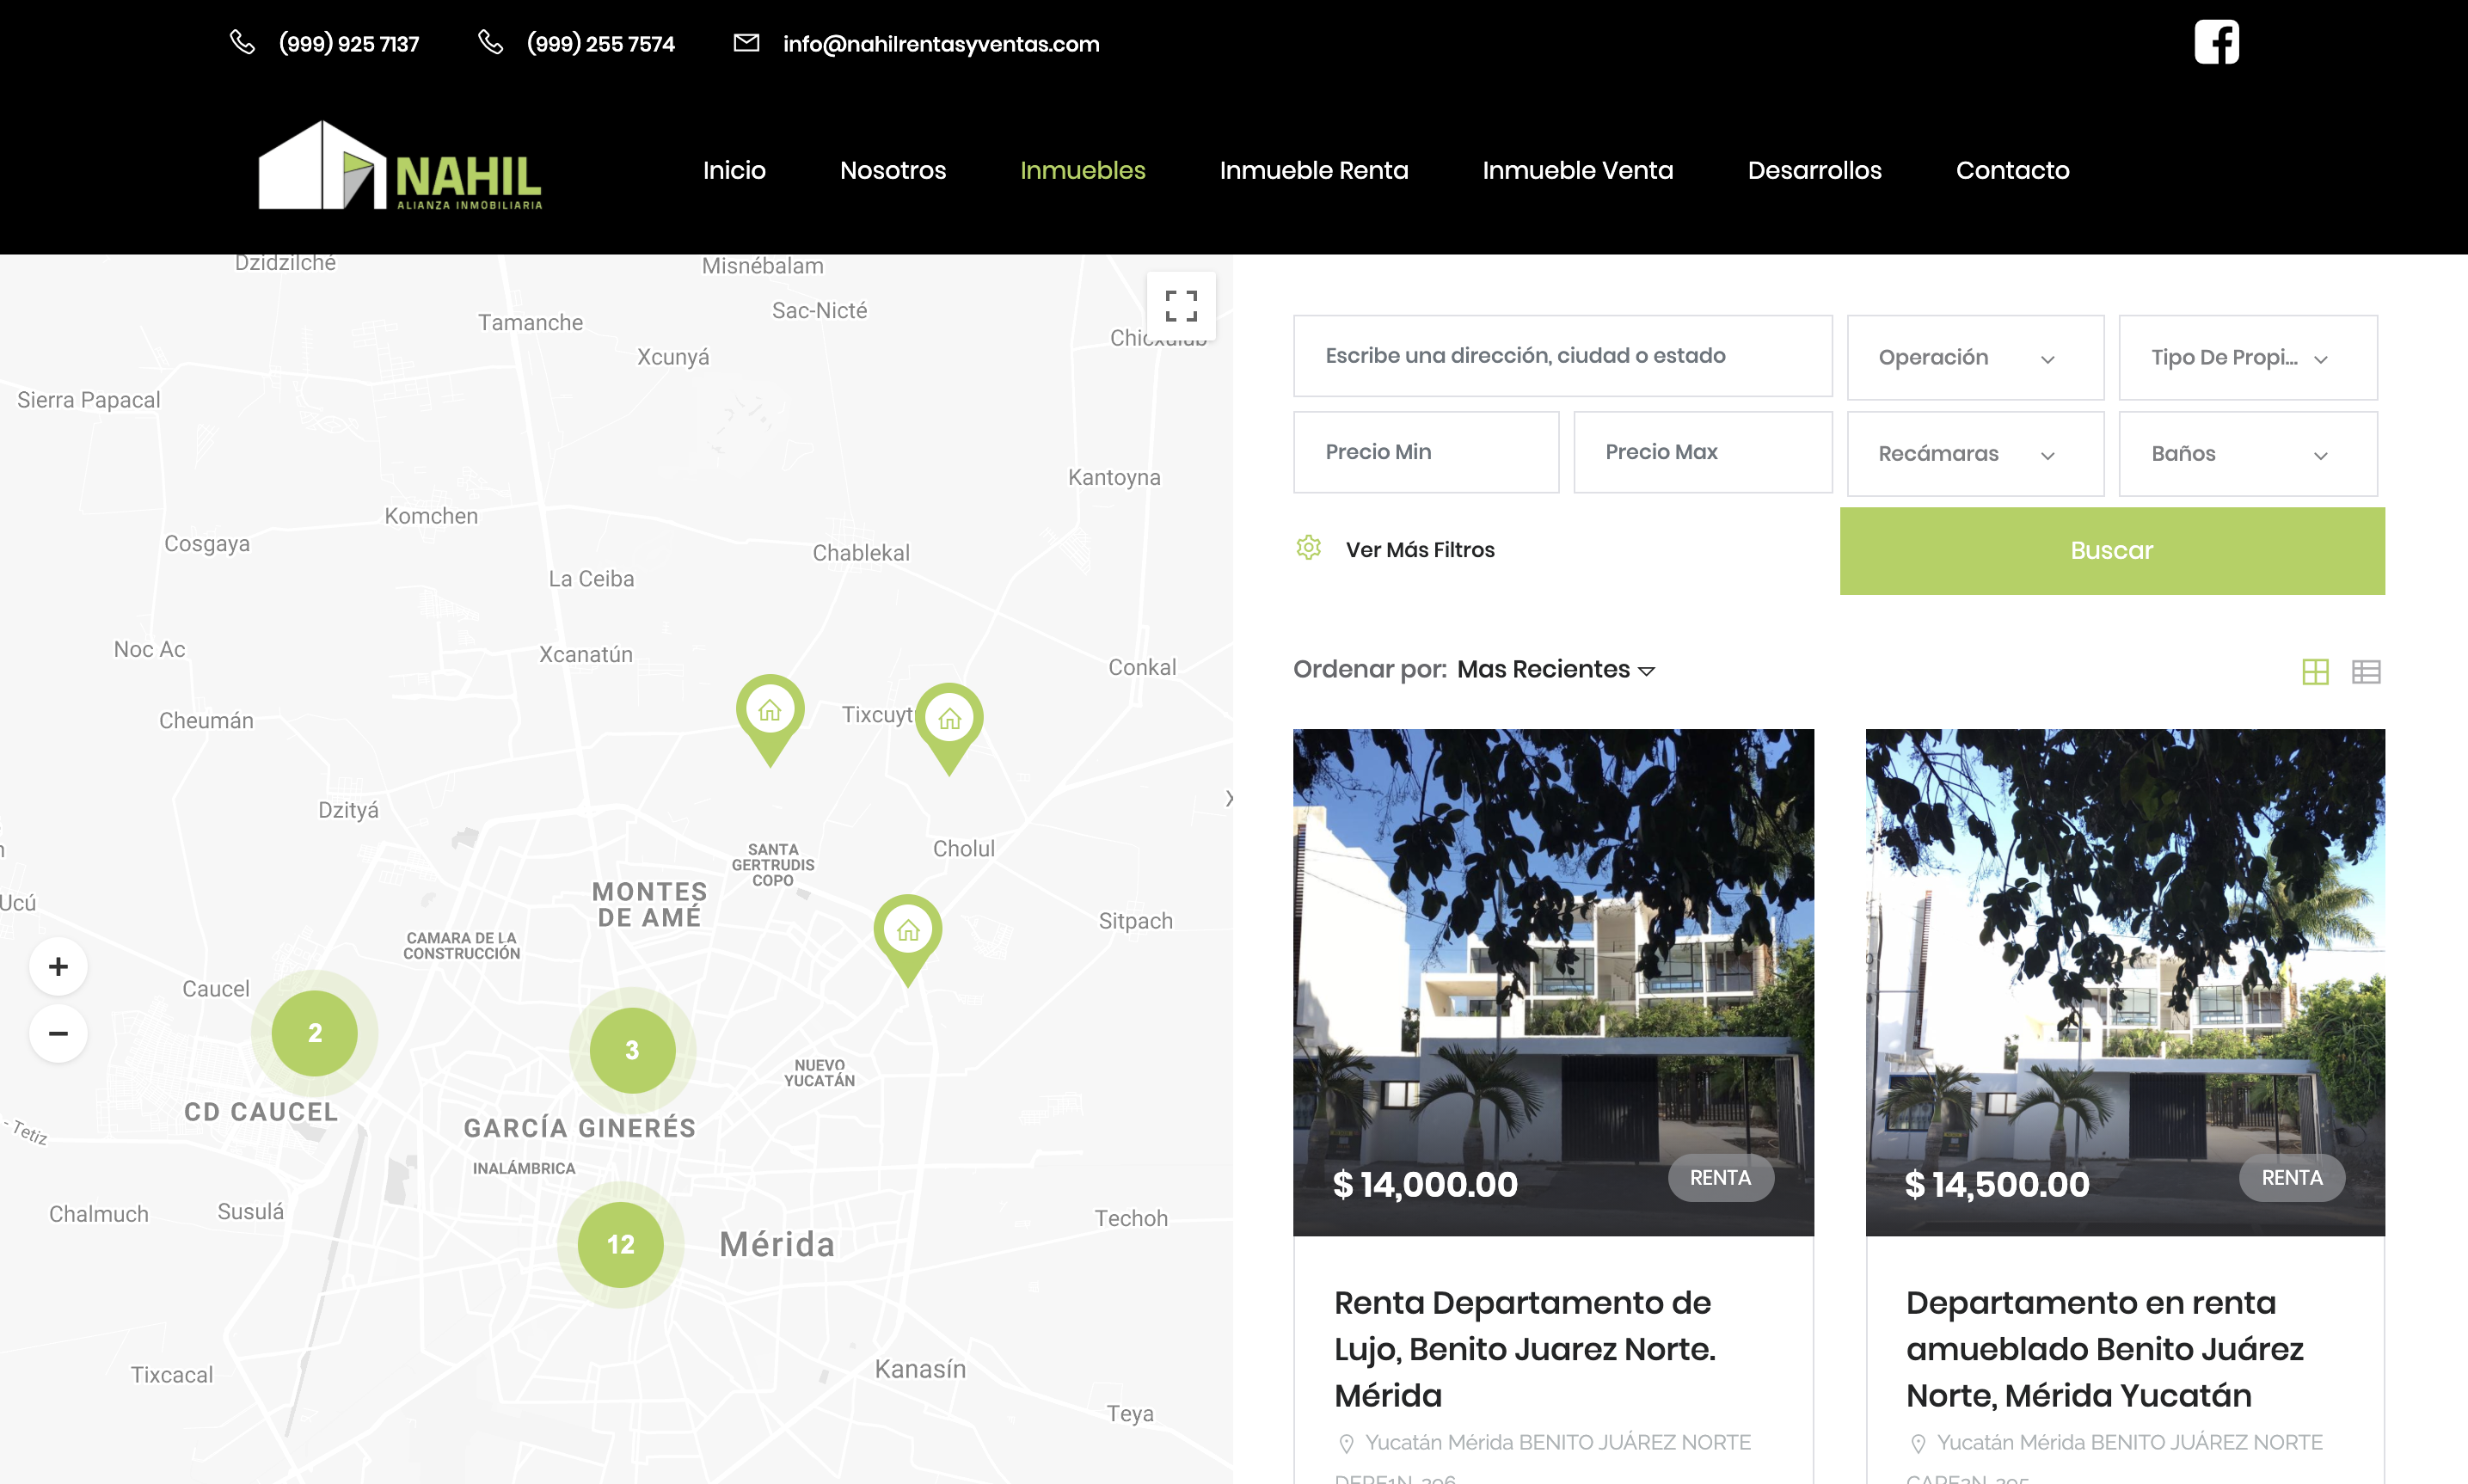 (999) 925 7137
(999) 255 7574
info@nahilrentasyventas.com
NAHIL
ALIANZA INMOBILIARIA
Inicio
Nosotros
Inmuebles
Inmueble Renta
Inmueble Venta
Desarrollos
Contacto
Dzidzilché
Misnébalam
Sac-Nicté
Tamanche
Xcunyá
Sierra Papacal
Kantoyna
Komchen
Cosgaya
Chablekal
La Ceiba
Noc Ac
Xcanatún
Conkal
Cheumán
Dzityá
SANTA
GERTRUDIS
COPO
Cholul
MONTES
DE AMÉ
Ucú
Sitpach
CAMARA DE LA
CONSTRUCCIÓN
+
Caucel
2
3
−
NUEVO
YUCATÁN
CD CAUCEL
GARCÍA GINERÉS
- Tetiz
INALÁMBRICA
Chalmuch
Susulá
Techoh
12
Mérida
Tixcacal
Kanasín
Teya
Escribe una dirección, ciudad o estado
Operación
Tipo De Propi...
Precio Min
Precio Max
Recámaras
Baños
Ver Más Filtros
Buscar
Ordenar por: Mas Recientes
$ 14,000.00
RENTA
Renta Departamento de
Lujo, Benito Juarez Norte.
Mérida
Yucatán Mérida BENITO JUÁREZ NORTE
$ 14,500.00
RENTA
Departamento en renta
amueblado Benito Juárez
Norte, Mérida Yucatán
Yucatán Mérida BENITO JUÁREZ NORTE